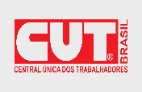 CUT®
BRASIL
CENTRAL ÚNICA DOS TRABALHADORES